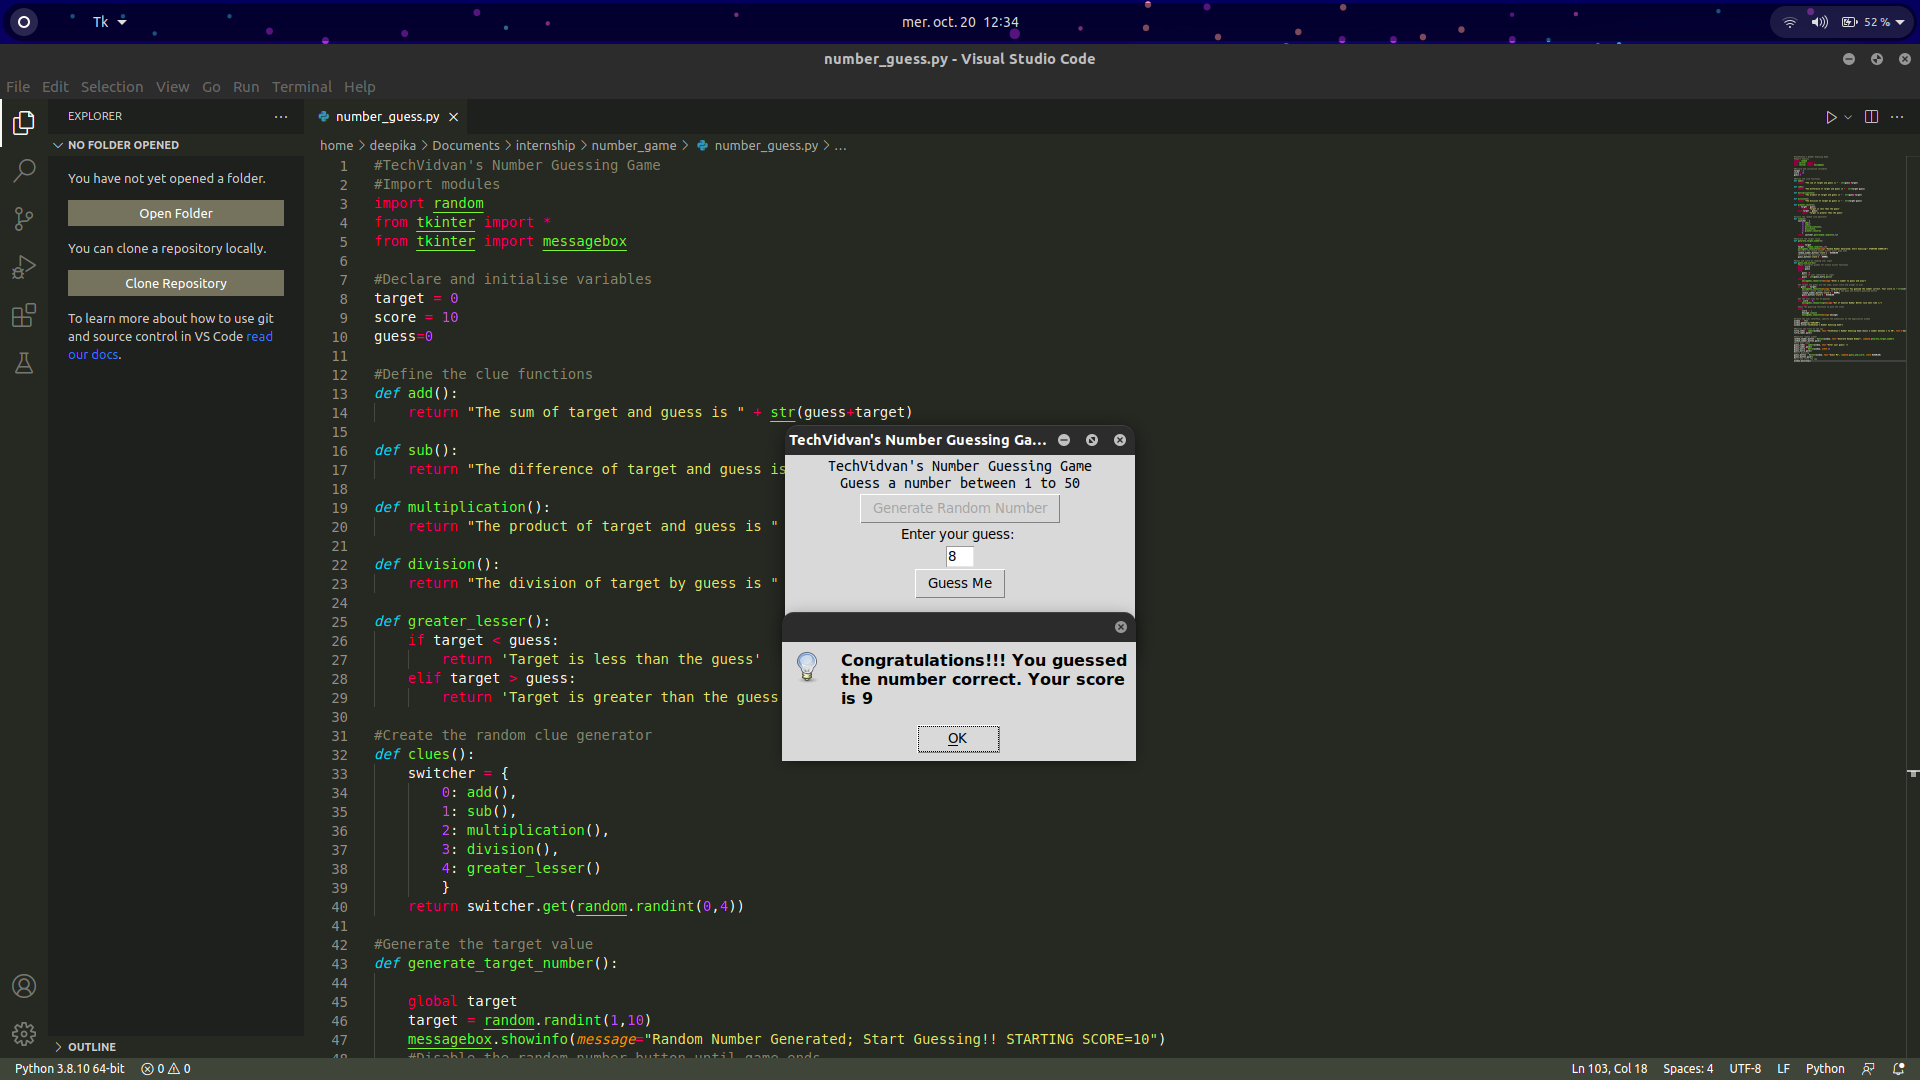 Tk
mer. oct. 20 12:34
52 %
number_guess.py - Visual Studio Code
File Edit Selection View Go Run Terminal Help
EXPLORER
NO FOLDER OPENED
You have not yet opened a folder.
Open Folder
You can clone a repository locally.
Clone Repository
To learn more about how to use git
and source control in VS Code read
our docs.
OUTLINE
number_guess.py
home > deepika > Documents > internship > number_game > number_guess.py > ...
1 #TechVidvan's Number Guessing Game
2 #Import modules
3 import random
4 from tkinter import *
5 from tkinter import messagebox
6
7 #Declare and initialise variables
8 target = 0
9 score = 10
10 guess=0
11
12 #Define the clue functions
13 def add():
14 return "The sum of target and guess is " + str(guess+target)
15
16 def sub():
17 return "The difference of target and guess is
18
19 def multiplication():
20 return "The product of target and guess is "
21
22 def division():
23 return "The division of target by guess is "
24
25 def greater_lesser():
26 if target < guess:
27 return 'Target is less than the guess'
28 elif target > guess:
29 return 'Target is greater than the guess
30
31 #Create the random clue generator
32 def clues():
33 switcher = {
34 0: add(),
35 1: sub(),
36 2: multiplication(),
37 3: division(),
38 4: greater_lesser()
39 }
40 return switcher.get(random.randint(0,4))
41
42 #Generate the target value
43 def generate_target_number():
44
45 global target
46 target = random.randint(1,10)
47 messagebox.showinfo(message="Random Number Generated; Start Guessing!! STARTING SCORE=10")
48 #Disable the random number button until game ends
TechVidvan's Number Guessing Ga...
TechVidvan's Number Guessing Game
Guess a number between 1 to 50
Generate Random Number
Enter your guess:
8
Guess Me
Congratulations!!! You guessed
the number correct. Your score
is 9
OK
Python 3.8.10 64-bit 0 0
Ln 103, Col 18 Spaces: 4 UTF-8 LF Python